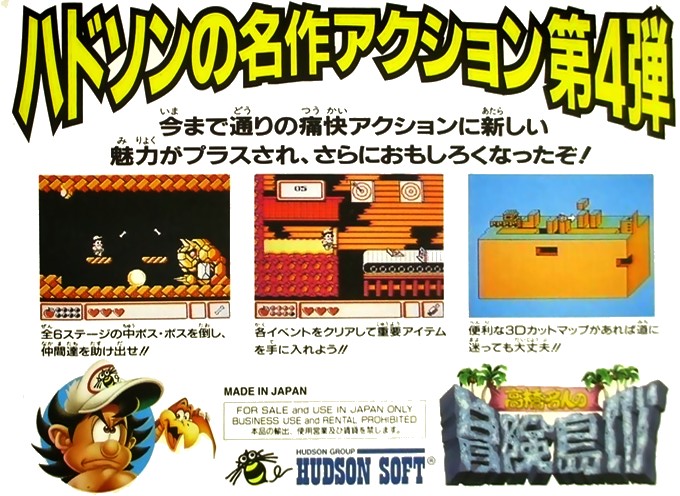 ハドソンの名作アクション第4弾
今まで通りの痛快アクションに新しい
魅力がプラスされ、さらにおもしろくなったぞ！
05
全6ステージの中ボス・ボスを倒し、
仲間達を助け出せ!!
各イベントをクリアして重要アイテム
を手に入れよう!!
便利な3Dカットマップがあれば道に
迷っても大丈夫!!
MADE IN JAPAN
FOR SALE and USE IN JAPAN ONLY
BUSINESS USE and RENTAL PROHIBITED
本品の輸出、使用営業及び賃貸を禁じます。
HUDSON GROUP
HUDSON SOFT®
高橋名人の
冒険島IV